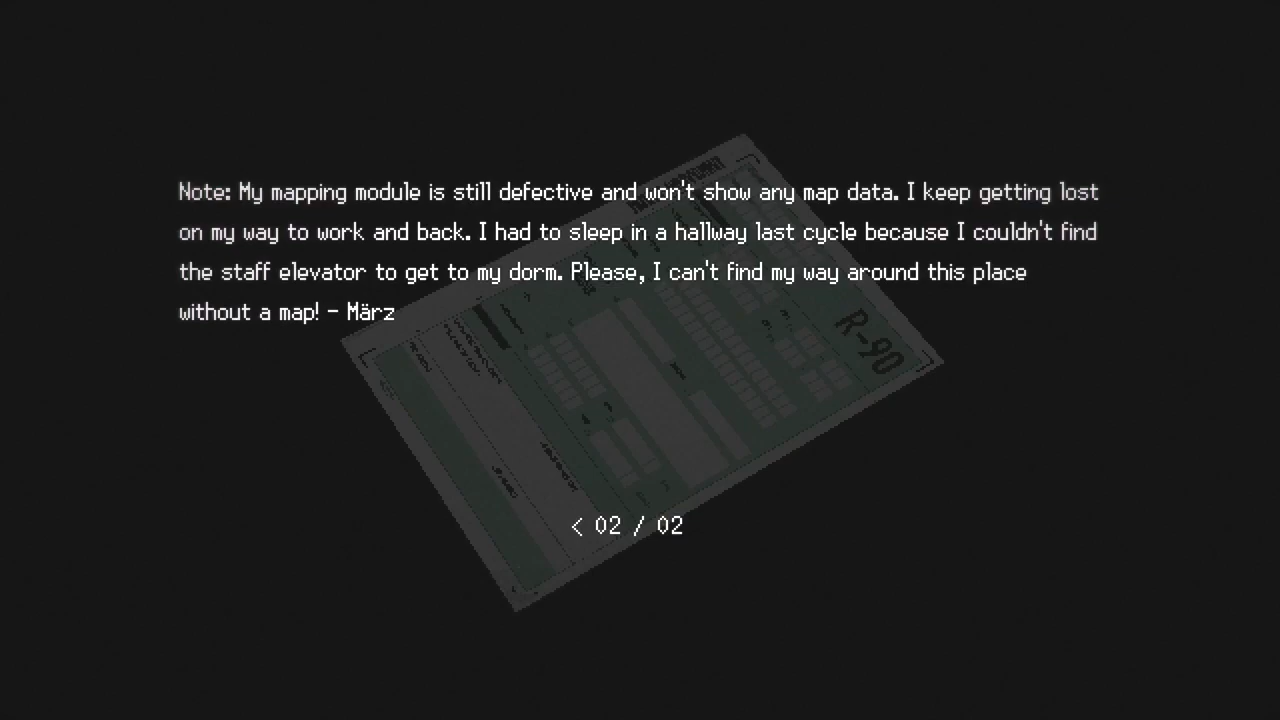 Note: My mapping module is still defective and won't show any map data. I keep getting lost
on my way to work and back. I had to sleep in a hallway last cycle because I couldn't find
the staff elevator to get to my dorm. Please, I can't find my way around this place
without a map! - März
R-90
< 02 / 02